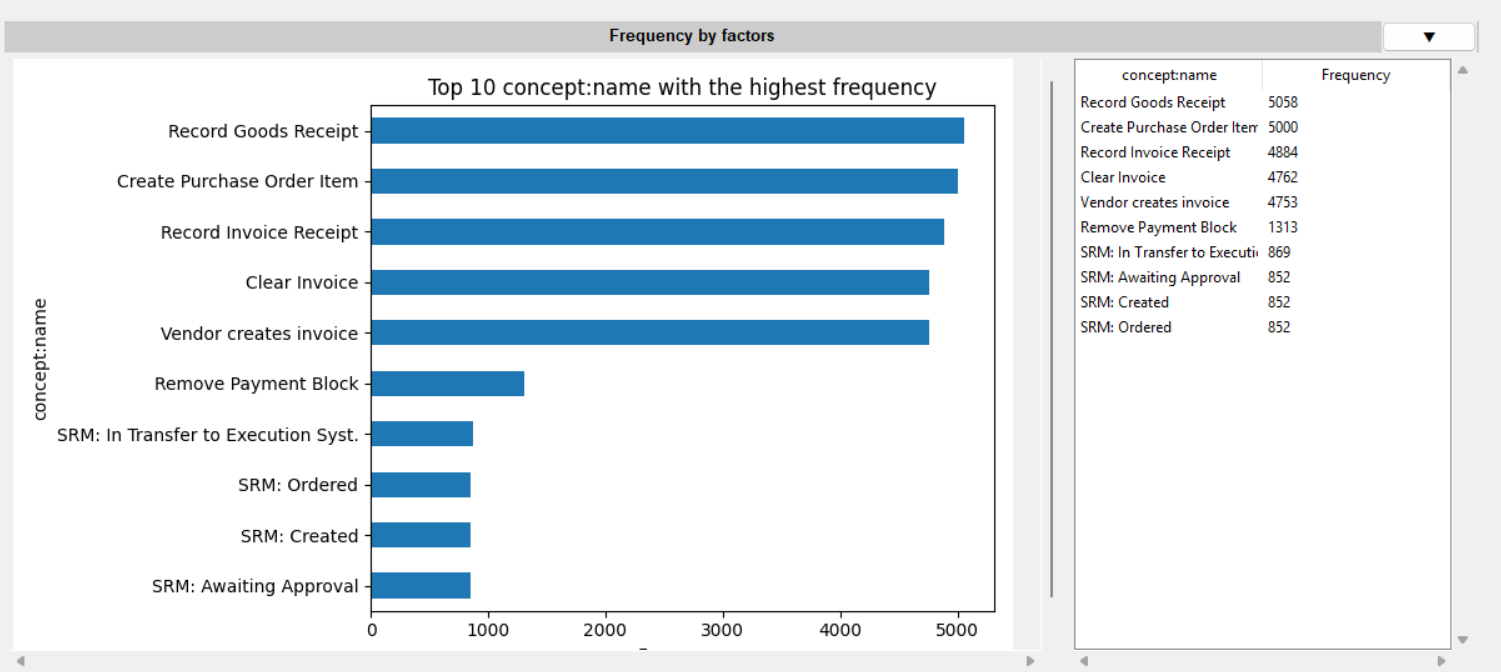 Frequency by factors
▼
Top 10 concept:name with the highest frequency
concept:name
Record Goods Receipt
Create Purchase Order Item
Record Invoice Receipt
Clear Invoice
Vendor creates invoice
Remove Payment Block
SRM: In Transfer to Execution Syst.
SRM: Ordered
SRM: Created
SRM: Awaiting Approval
0 1000 2000 3000 4000 5000
concept:name Frequency
Record Goods Receipt 5058
Create Purchase Order Item 5000
Record Invoice Receipt 4884
Clear Invoice 4762
Vendor creates invoice 4753
Remove Payment Block 1313
SRM: In Transfer to Executi 869
SRM: Awaiting Approval 852
SRM: Created 852
SRM: Ordered 852